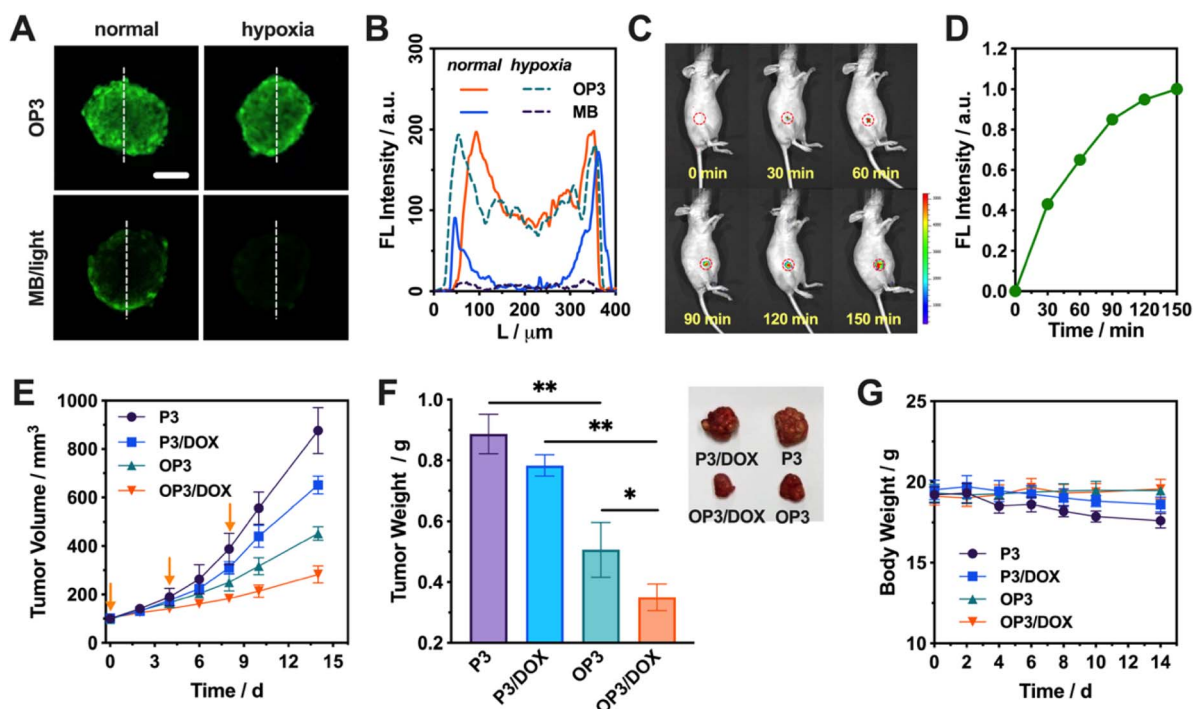 A
normal
hypoxia
OP3
MB/light
B
FL Intensity / a.u.
300
200
100
0
normal hypoxia
OP3
MB
0 100 200 300 400
L / μm
C
0 min
30 min
60 min
90 min
120 min
150 min
D
FL Intensity / a.u.
1.2
1.0
0.8
0.6
0.4
0.2
0.0
0 30 60 90 120 150
Time / min
E
Tumor Volume / mm³
1000
800
600
400
200
0
P3
P3/DOX
OP3
OP3/DOX
0 3 6 9 12 15
Time / d
F
Tumor Weight / g
1.0
0.8
0.6
0.4
0.2
**
**
*
P3
P3/DOX
OP3
OP3/DOX
P3/DOX P3
OP3/DOX OP3
G
Body Weight / g
25
20
15
10
P3
P3/DOX
OP3
OP3/DOX
0 2 4 6 8 10 12 14
Time / d